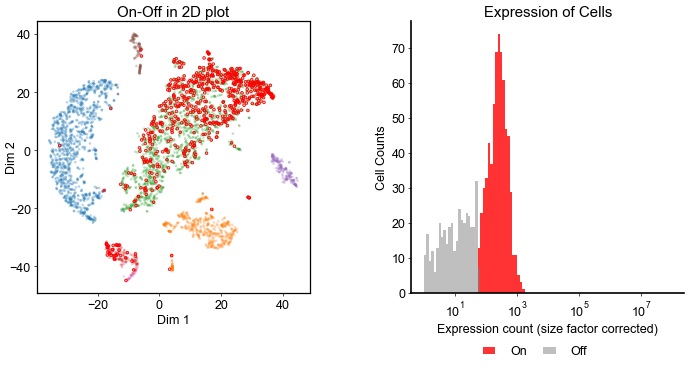 On-Off in 2D plot
40
20
0
−20
−40
Dim 2
−20
0
20
40
Dim 1
Expression of Cells
70
60
50
40
30
20
10
0
Cell Counts
10^1
10^3
10^5
10^7
Expression count (size factor corrected)
On
Off